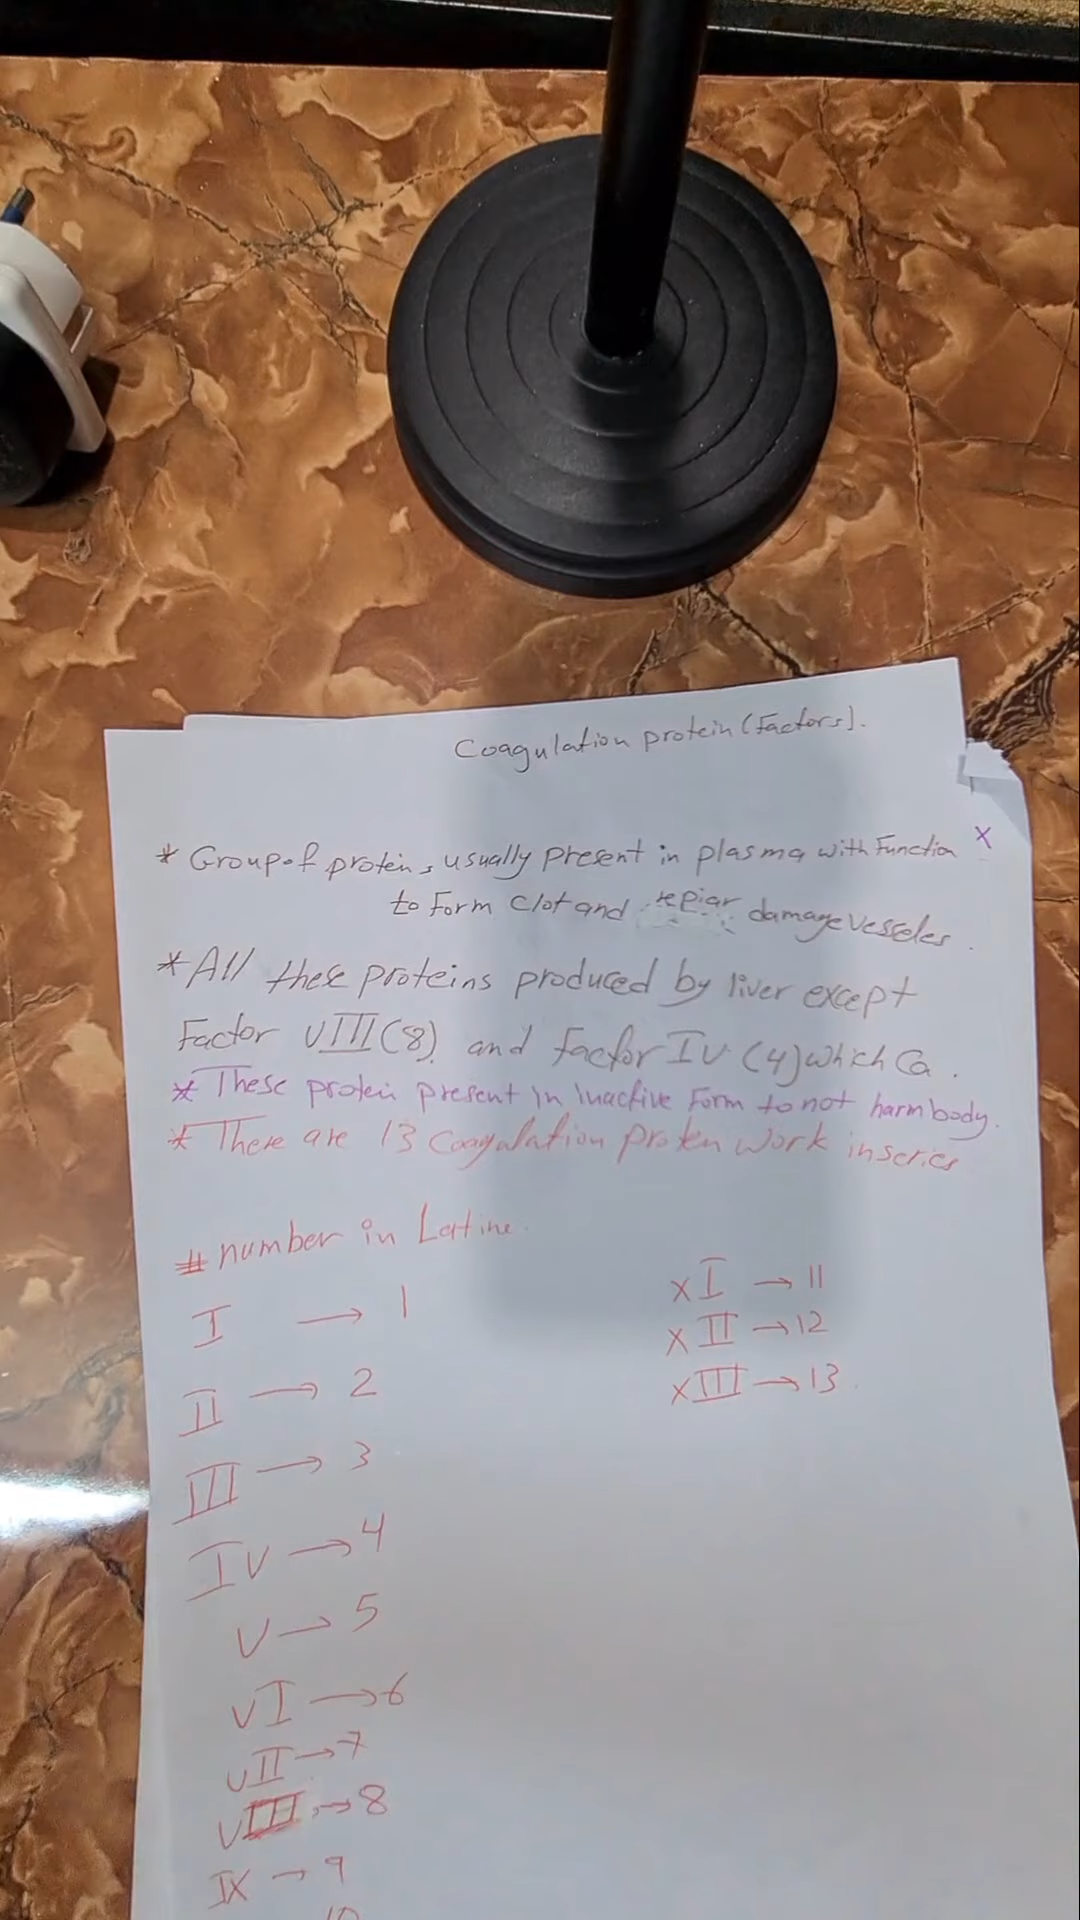 Coagulation protein (Factors).
X
* Group of protein, usually present in plasma with Function
to Form Clot and repiar damage vesseles.
* All these proteins produced by liver except
Factor VIII (8) and factor IV (4) which Ca.
* These protein present in inactive Form to not harm body.
* There are 13 Coagulation protein work in series
# number in Latine.
I → 1
II → 2
III → 3
IV → 4
V → 5
VI → 6
VII → 7
VIII → 8
IX → 9
10
XI → 11
XII → 12
XIII → 13.